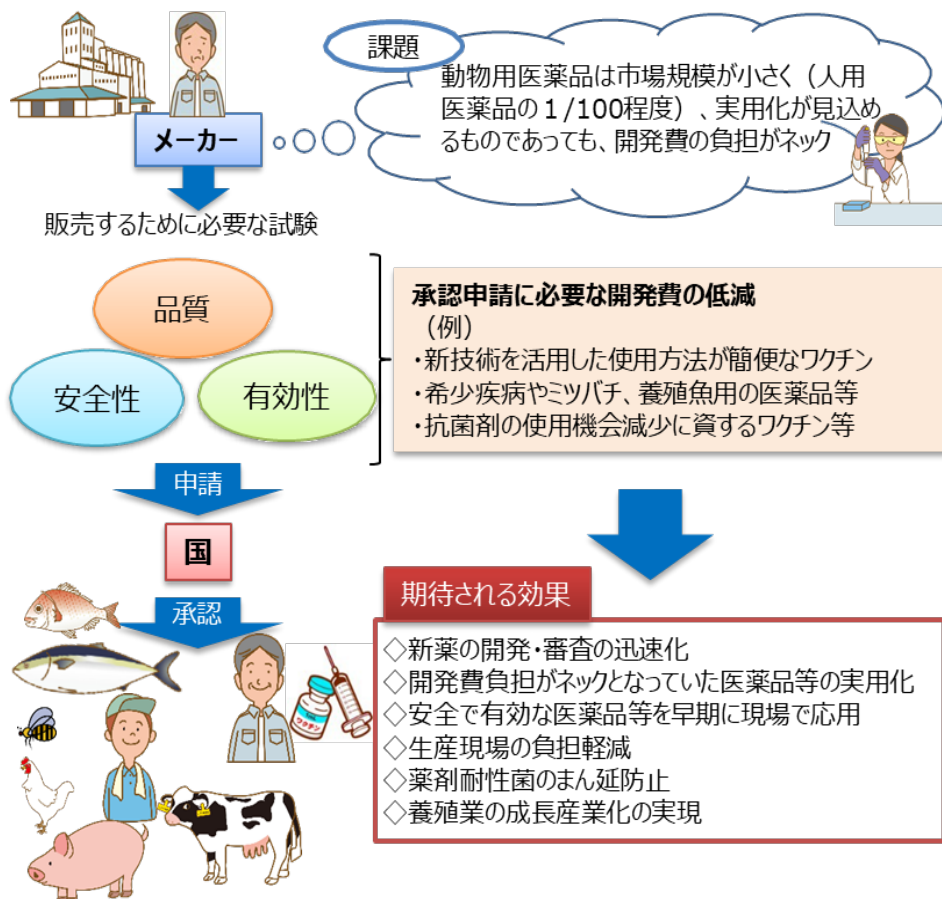 課題
動物用医薬品は市場規模が小さく（人用
医薬品の１/100程度）、実用化が見込め
るものであっても、開発費の負担がネック
メーカー
販売するために必要な試験
品質
安全性
有効性
承認申請に必要な開発費の低減
（例）
・新技術を活用した使用方法が簡便なワクチン
・希少疾病やミツバチ、養殖魚用の医薬品等
・抗菌剤の使用機会減少に資するワクチン等
申請
国
承認
ワクチン
期待される効果
◇新薬の開発・審査の迅速化
◇開発費負担がネックとなっていた医薬品等の実用化
◇安全で有効な医薬品等を早期に現場で応用
◇生産現場の負担軽減
◇薬剤耐性菌のまん延防止
◇養殖業の成長産業化の実現